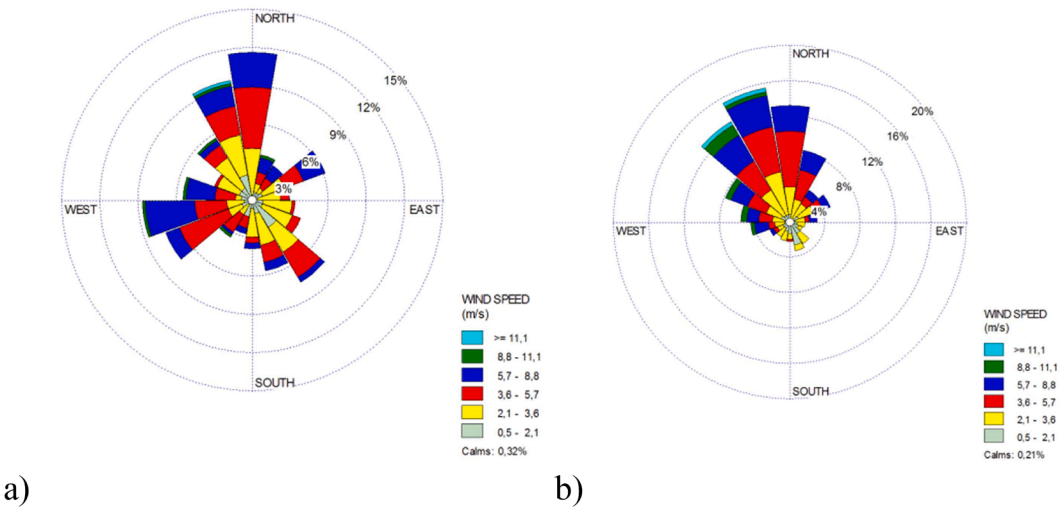 NORTH
15%
12%
9%
6%
3%
WEST
EAST
SOUTH
WIND SPEED
(m/s)
>= 11,1
8,8 - 11,1
5,7 - 8,8
3,6 - 5,7
2,1 - 3,6
0,5 - 2,1
Calms: 0,32%
a)
NORTH
20%
16%
12%
8%
4%
WEST
EAST
SOUTH
WIND SPEED
(m/s)
>= 11,1
8,8 - 11,1
5,7 - 8,8
3,6 - 5,7
2,1 - 3,6
0,5 - 2,1
Calms: 0,21%
b)